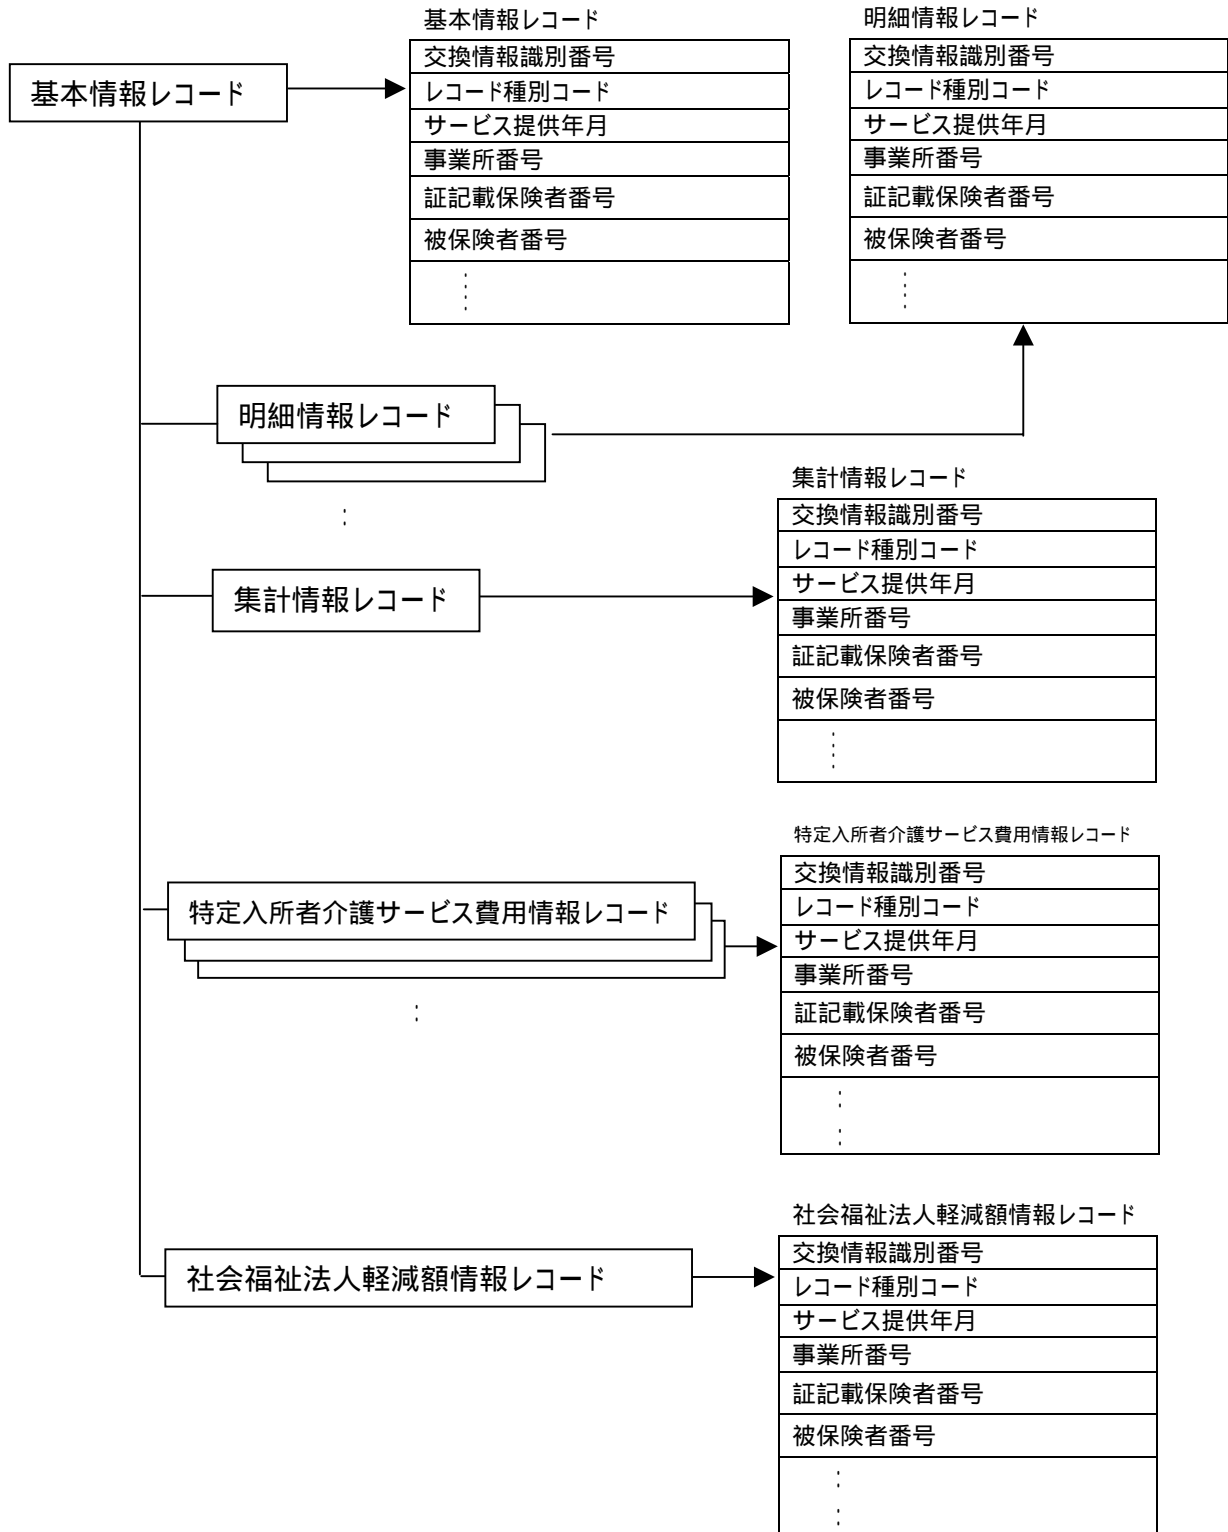 基本情報レコード
基本情報レコード
交換情報識別番号
レコード種別コード
サービス提供年月
事業所番号
証記載保険者番号
被保険者番号
明細情報レコード
交換情報識別番号
レコード種別コード
サービス提供年月
事業所番号
証記載保険者番号
被保険者番号
明細情報レコード
集計情報レコード
集計情報レコード
交換情報識別番号
レコード種別コード
サービス提供年月
事業所番号
証記載保険者番号
被保険者番号
特定入所者介護サービス費用情報レコード
特定入所者介護サービス費用情報レコード
交換情報識別番号
レコード種別コード
サービス提供年月
事業所番号
証記載保険者番号
被保険者番号
社会福祉法人軽減額情報レコード
社会福祉法人軽減額情報レコード
交換情報識別番号
レコード種別コード
サービス提供年月
事業所番号
証記載保険者番号
被保険者番号